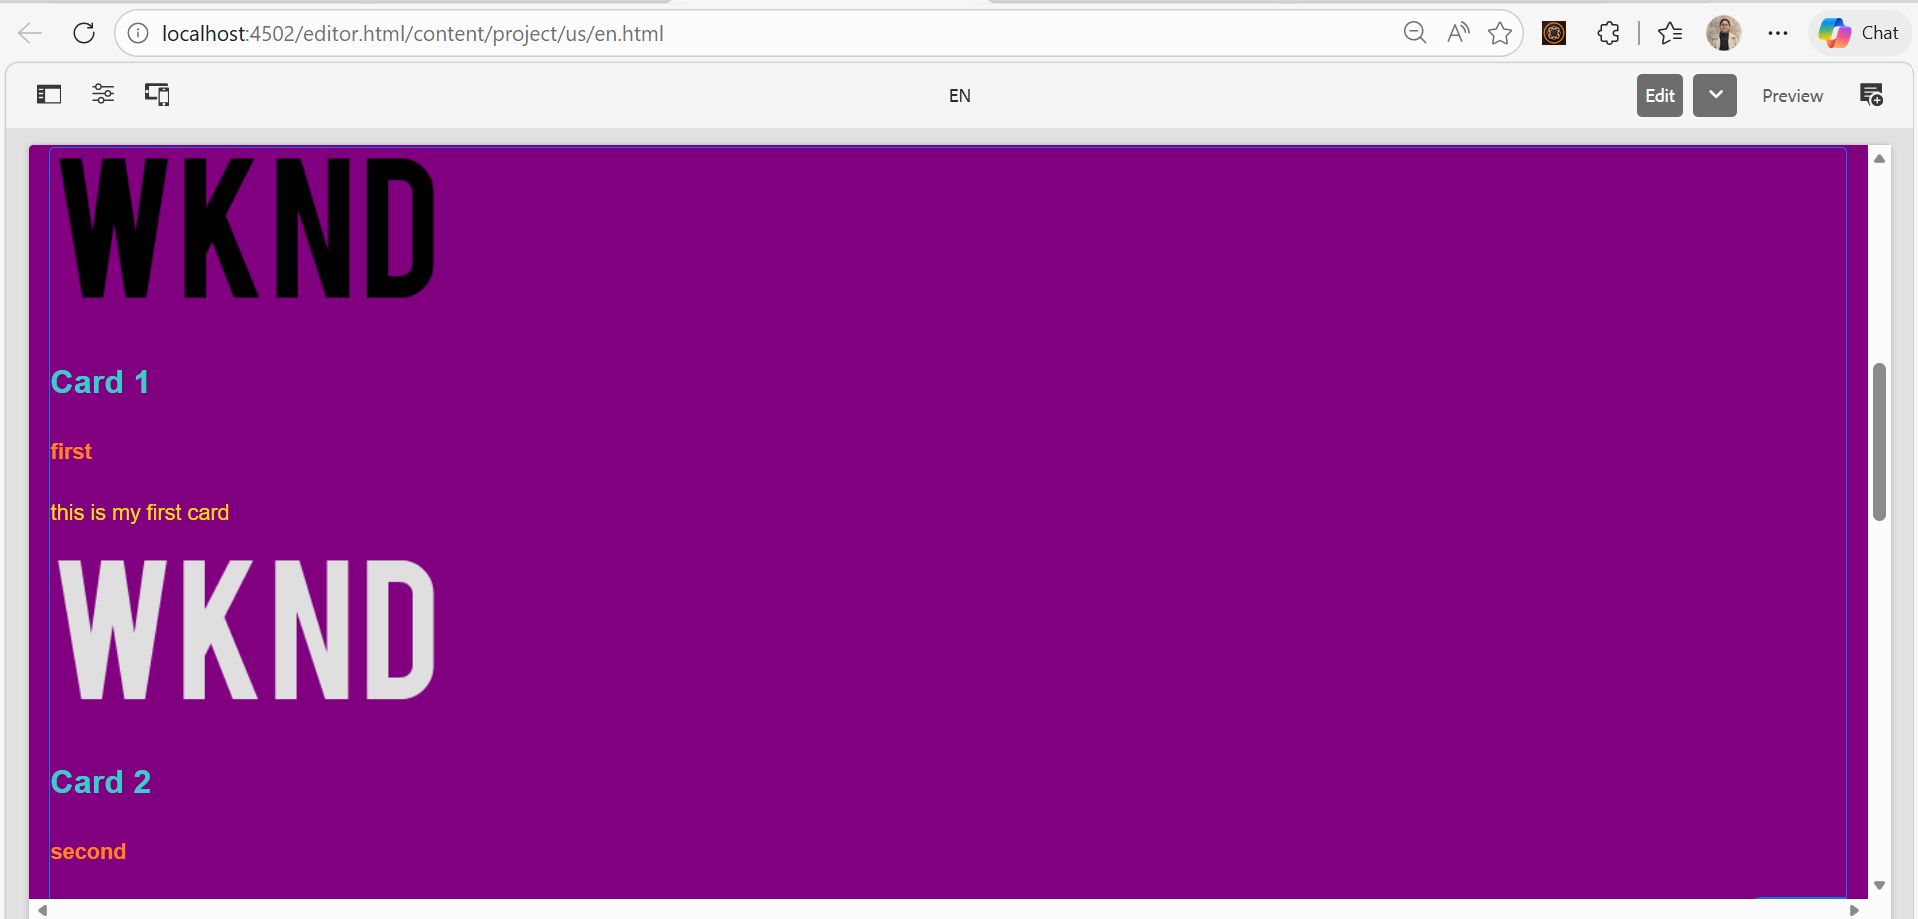 localhost:4502/editor.html/content/project/us/en.html
Chat
EN
Edit
Preview
WKND
Card 1
first
this is my first card
WKND
Card 2
second